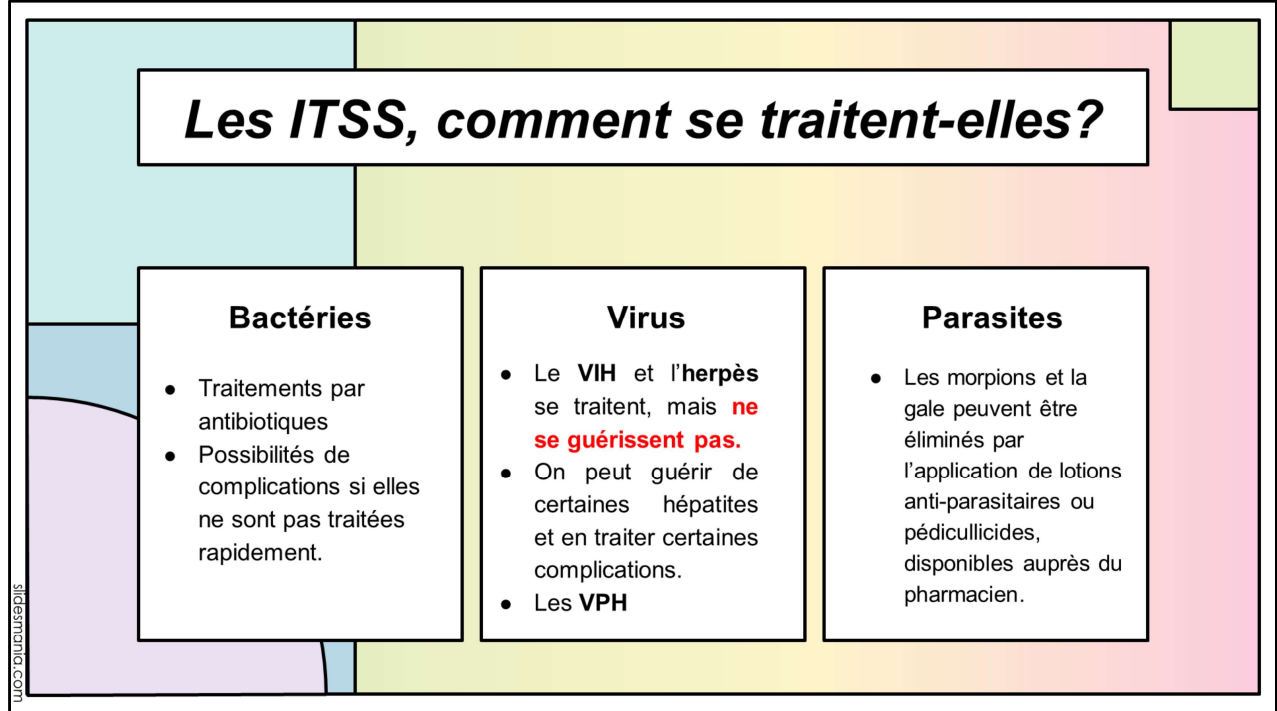 Les ITSS, comment se traitent-elles?
Bactéries
● Traitements par
antibiotiques
● Possibilités de
complications si elles
ne sont pas traitées
rapidement.
Virus
● Le VIH et l’herpès
se traitent, mais ne
se guérissent pas.
● On peut guérir de
certaines hépatites
et en traiter certaines
complications.
● Les VPH
Parasites
● Les morpions et la
gale peuvent être
éliminés par
l’application de lotions
anti-parasitaires ou
pédicullicides,
disponibles auprès du
pharmacien.
slidesmania.com